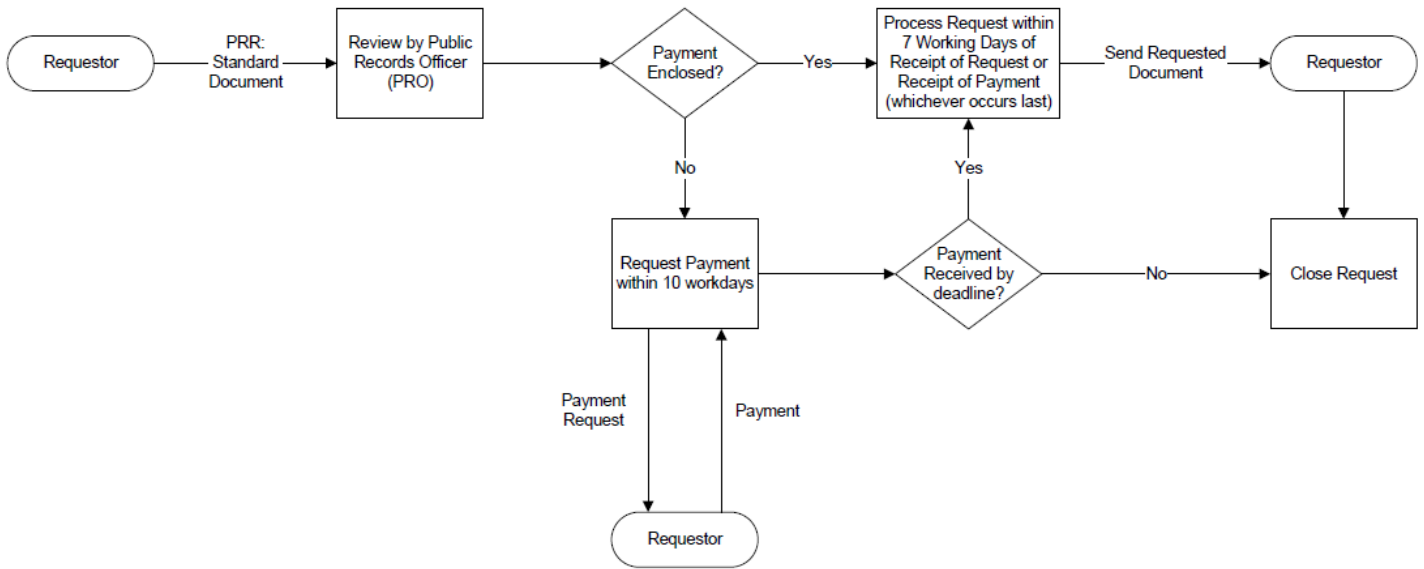 Requestor
PRR:
Standard
Document
Review by Public
Records Officer
(PRO)
Payment
Enclosed?
Yes
Process Request within
7 Working Days of
Receipt of Request or
Receipt of Payment
(whichever occurs last)
Send Requested
Document
Requestor
No
Yes
Request Payment
within 10 workdays
Payment
Received by
deadline?
No
Close Request
Payment
Request
Payment
Requestor